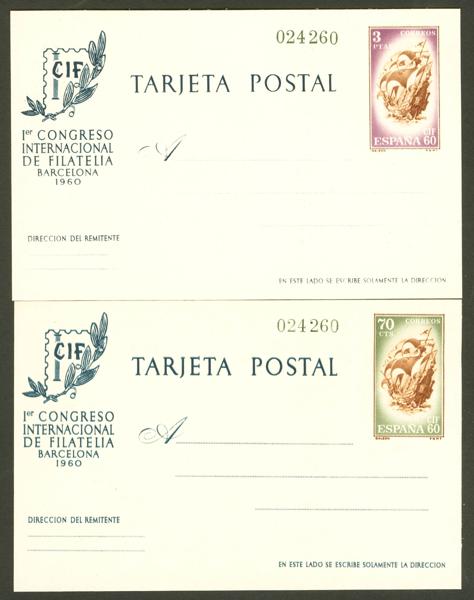 024260
CIF
TARJETA POSTAL
3
PTAS
CORREOS
CIF
ESPAÑA 60
1er CONGRESO
INTERNACIONAL
DE FILATELIA
BARCELONA
1960
A
DIRECCION DEL REMITENTE
EN ESTE LADO SE ESCRIBE SOLAMENTE LA DIRECCION
024260
CIF
TARJETA POSTAL
70
CTS
CORREOS
CIF
ESPAÑA 60
1er CONGRESO
INTERNACIONAL
DE FILATELIA
BARCELONA
1960
A
DIRECCION DEL REMITENTE
EN ESTE LADO SE ESCRIBE SOLAMENTE LA DIRECCION